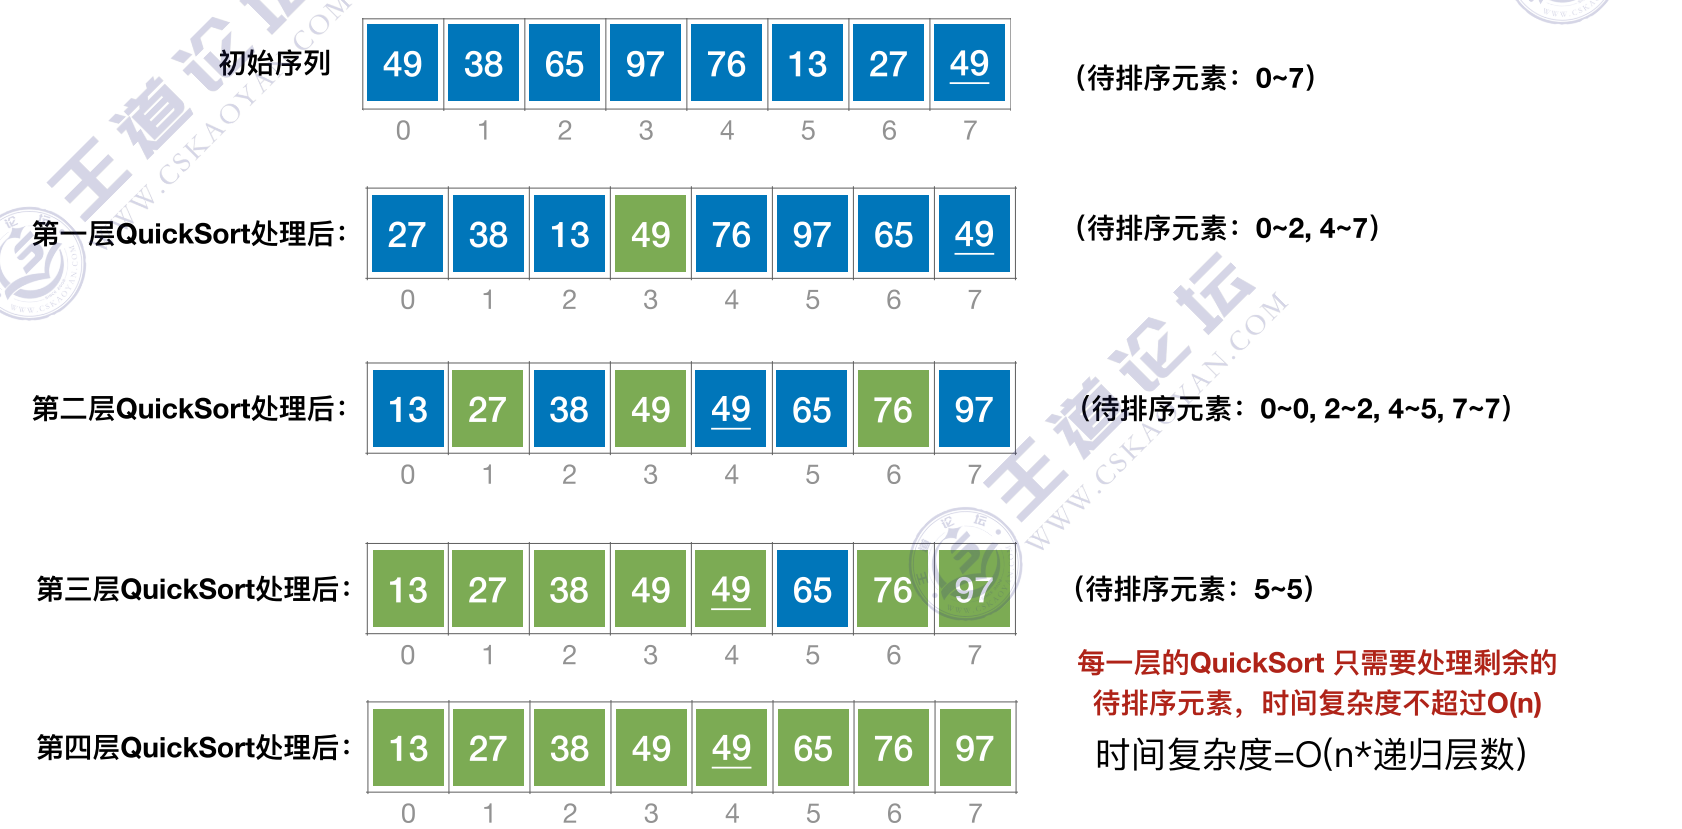 初始序列
49 38 65 97 76 13 27 49
(待排序元素：0~7)
0 1 2 3 4 5 6 7
第一层QuickSort处理后：
27 38 13 49 76 97 65 49
(待排序元素：0~2, 4~7)
0 1 2 3 4 5 6 7
第二层QuickSort处理后：
13 27 38 49 49 65 76 97
(待排序元素：0~0, 2~2, 4~5, 7~7)
0 1 2 3 4 5 6 7
第三层QuickSort处理后：
13 27 38 49 49 65 76 97
(待排序元素：5~5)
0 1 2 3 4 5 6 7
每一层的QuickSort 只需要处理剩余的
待排序元素，时间复杂度不超过O(n)
第四层QuickSort处理后：
13 27 38 49 49 65 76 97
时间复杂度=O(n*递归层数)
0 1 2 3 4 5 6 7
王道论坛
WWW.CSKAOYAN.COM
王道论坛
WWW.CSKAOYAN.COM